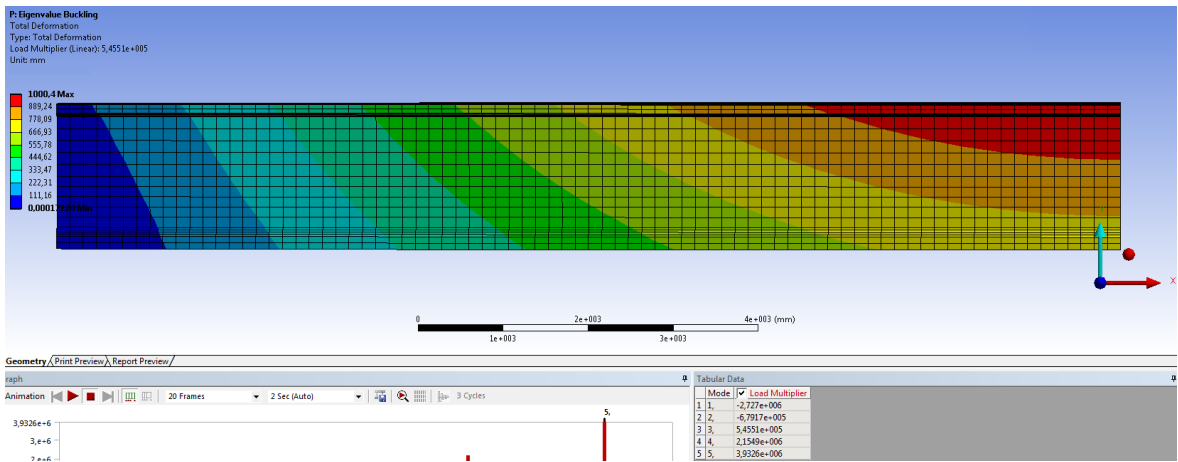 P: Eigenvalue Buckling
Total Deformation
Type: Total Deformation
Load Multiplier (Linear): 5,4551e+005
Unit: mm
1000,4 Max
889,24
778,09
666,93
555,78
444,62
333,47
222,31
111,16
0 2e+003 4e+003 (mm)
1e+003 3e+003
X
Geometry Print Preview Report Preview
raph
Animation 20 Frames 2 Sec (Auto) 3 Cycles
5,
3,9326e+6
3,e+6
2,e+6
Tabular Data
Mode Load Multiplier
1 1, -2,727e+006
2 2, -6,7917e+005
3 3, 5,4551e+005
4 4, 2,1549e+006
5 5, 3,9326e+006